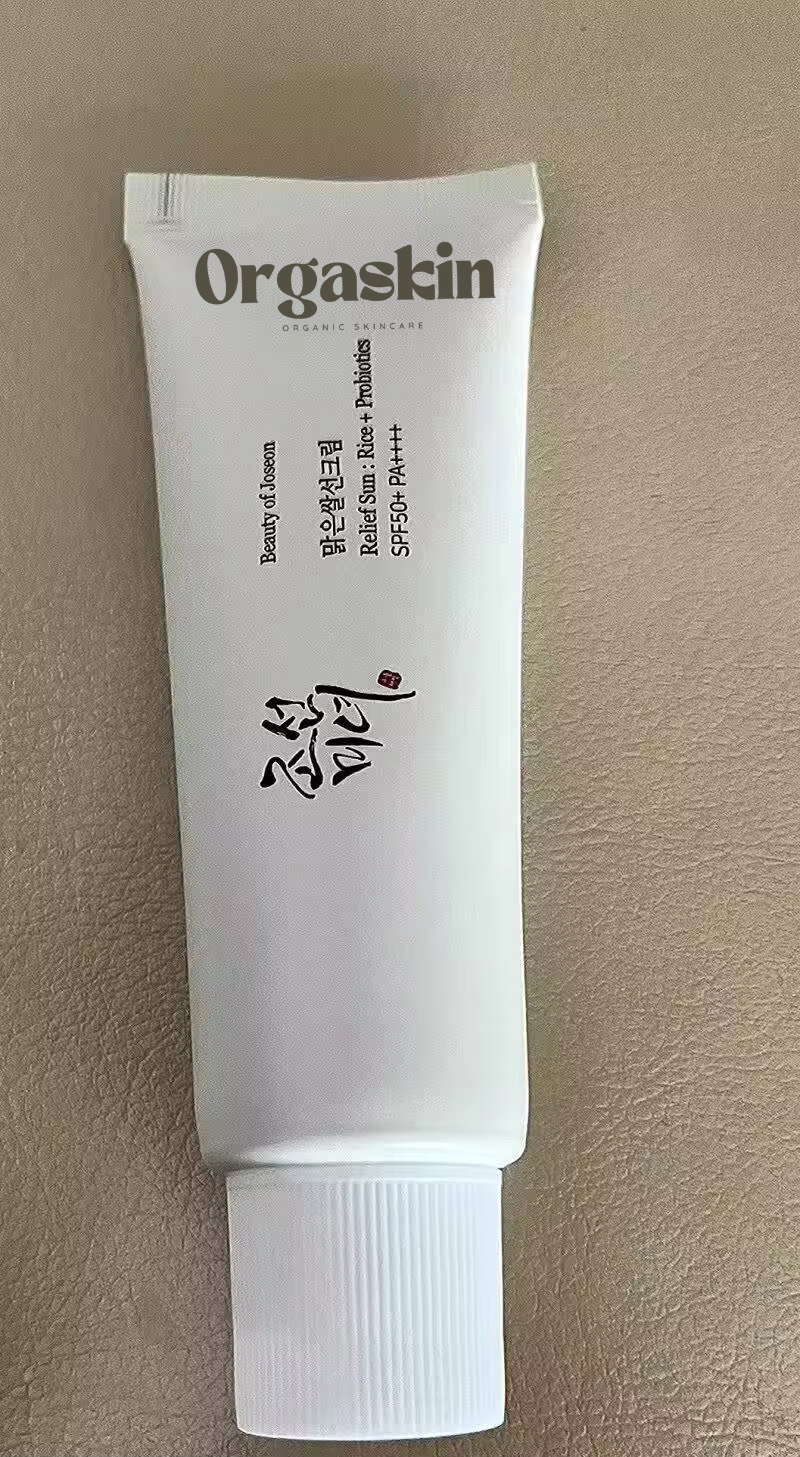 Orgaskin
ORGANIC SKINCARE
Beauty of Joseon
맑은쌀선크림
Relief Sun : Rice + Probiotics
SPF50+ PA++++
조선
미녀